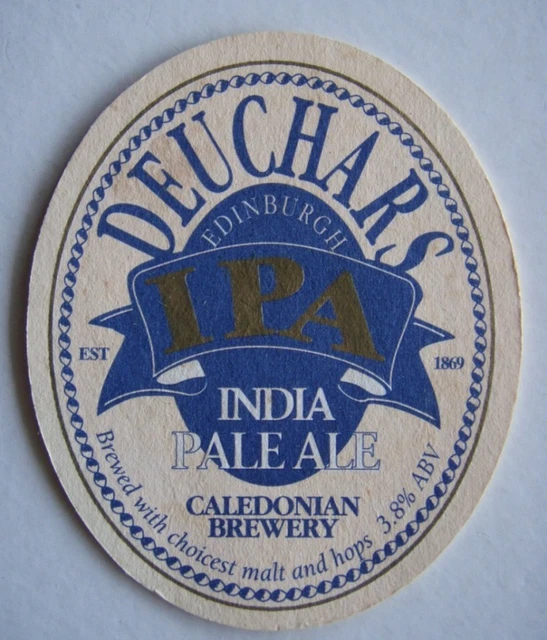 DEUCHARS
EDINBURGH
IPA
EST
1869
INDIA
PALE ALE
CALEDONIAN
BREWERY
Brewed with choicest malt and hops 3.8% ABV